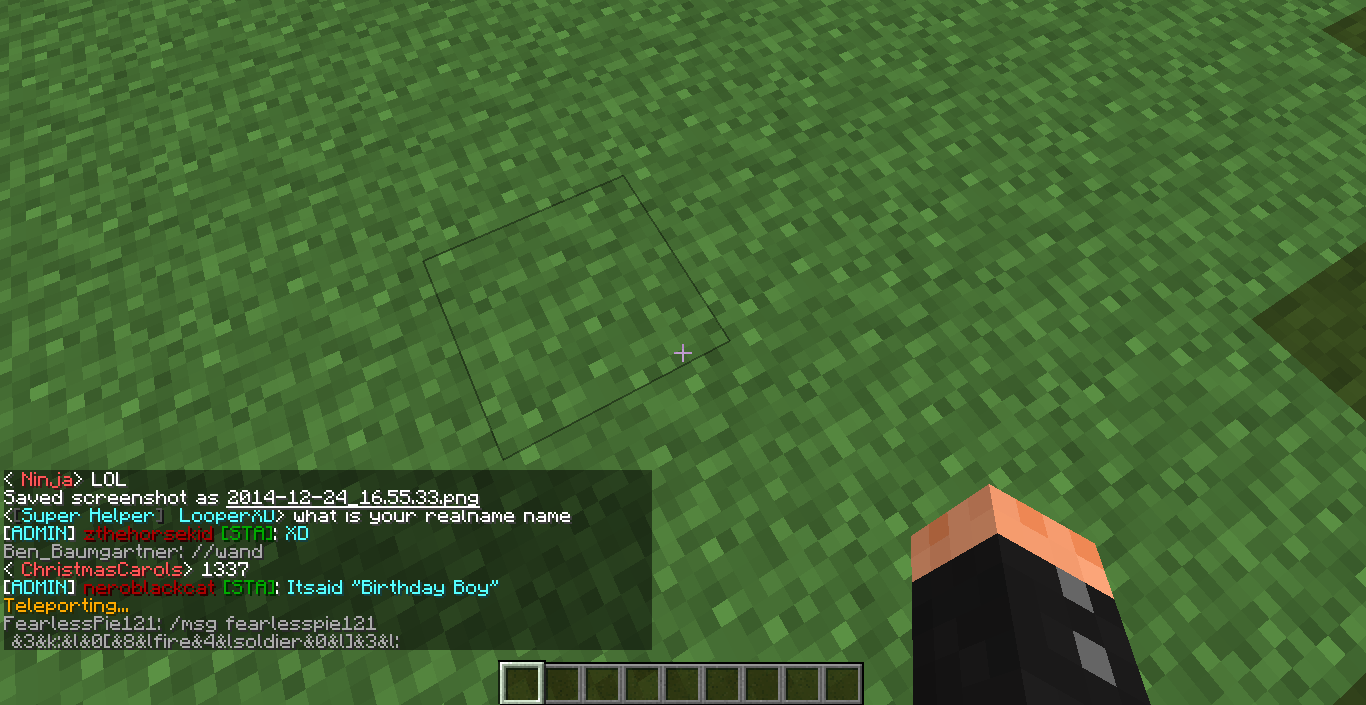 < Ninja> LOL
Saved screenshot as 2014-12-24_16.55.33.png
<[Super Helper] LooperXD> what is your realname name
[ADMIN] zthehorsekid [STA]: XD
Ben_Baumgartner: //wand
< ChristmasCarols> 1337
[ADMIN] neroblackcat [STA]: Itsaid "Birthday Boy"
Teleporting...
FearlessPie121: /msg fearlesspie121
&3&k:&l&0[&8&lfire&4&lsoldier&0&l]&3&l: